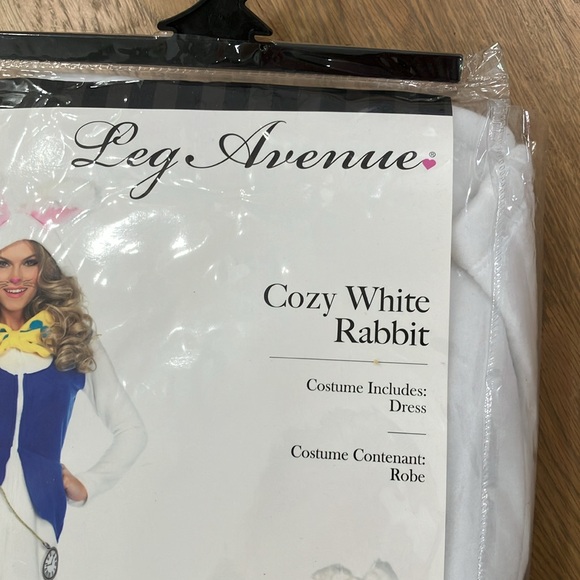 Leg Avenue®
Cozy White
Rabbit
Costume Includes:
Dress
Costume Contenant:
Robe